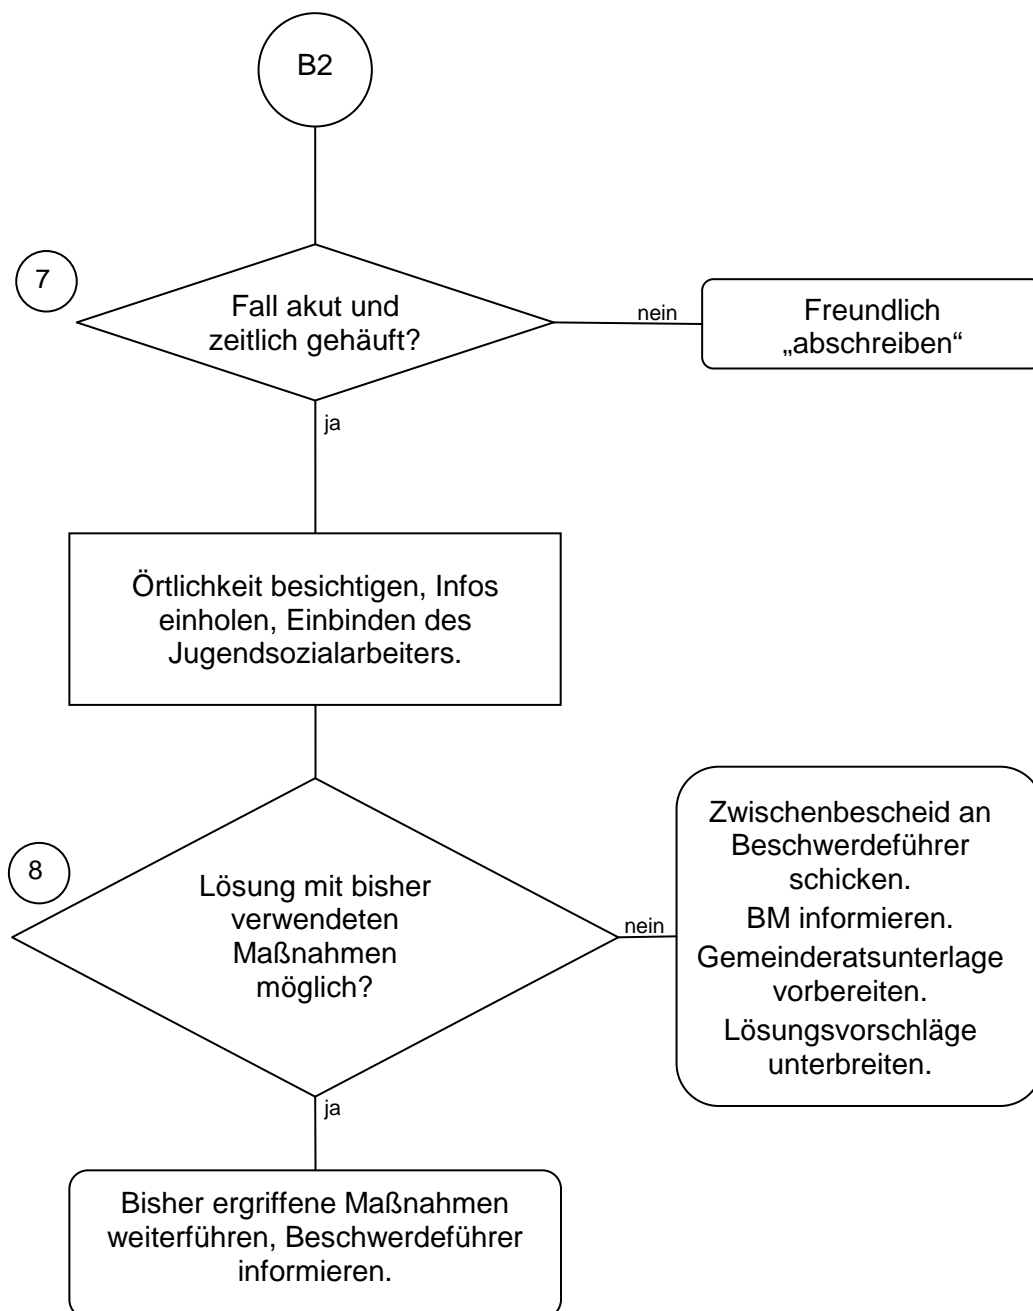 B2
7
Fall akut und
zeitlich gehäuft?
nein
Freundlich
„abschreiben“
ja
Örtlichkeit besichtigen, Infos
einholen, Einbinden des
Jugendsozialarbeiters.
8
Lösung mit bisher
verwendeten
Maßnahmen
möglich?
nein
Zwischenbescheid an
Beschwerdeführer
schicken.
BM informieren.
Gemeinderatsunterlage
vorbereiten.
Lösungsvorschläge
unterbreiten.
ja
Bisher ergriffene Maßnahmen
weiterführen, Beschwerdeführer
informieren.